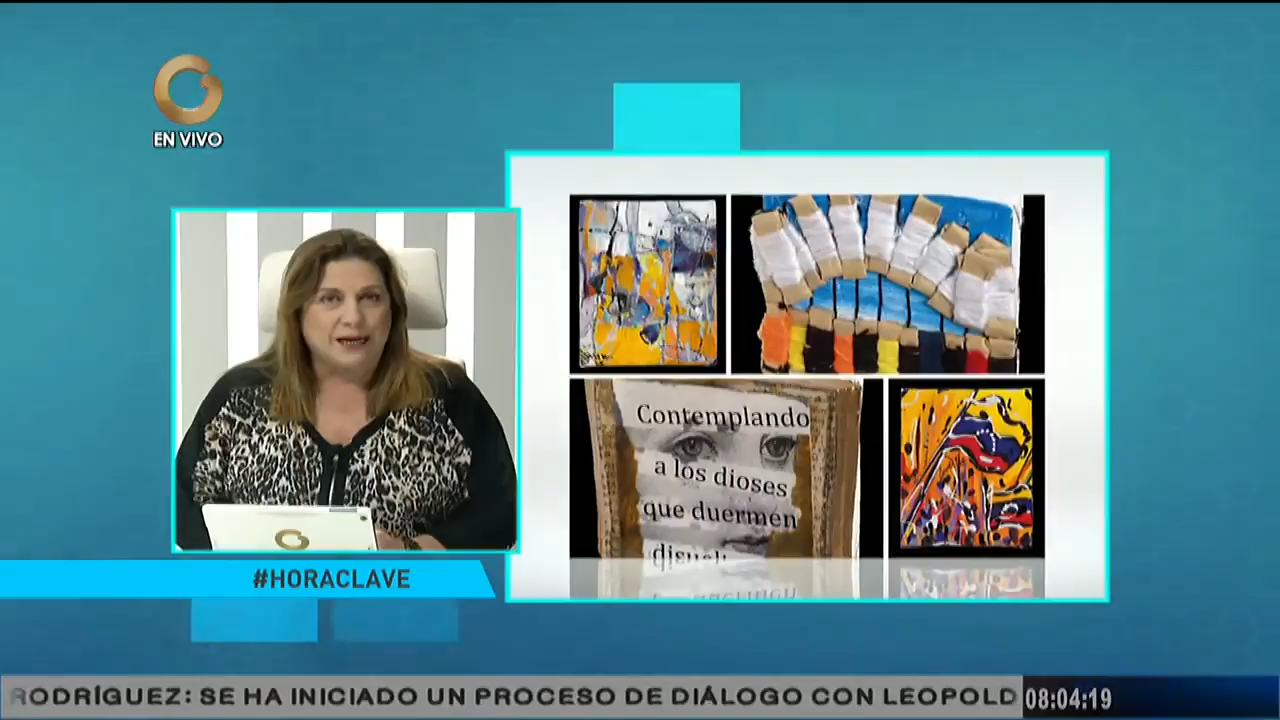 EN VIVO
Contemplando
a los dioses
que duermen
#HORACLAVE
RODRÍGUEZ: SE HA INICIADO UN PROCESO DE DIÁLOGO CON LEOPOLD
08:04:19